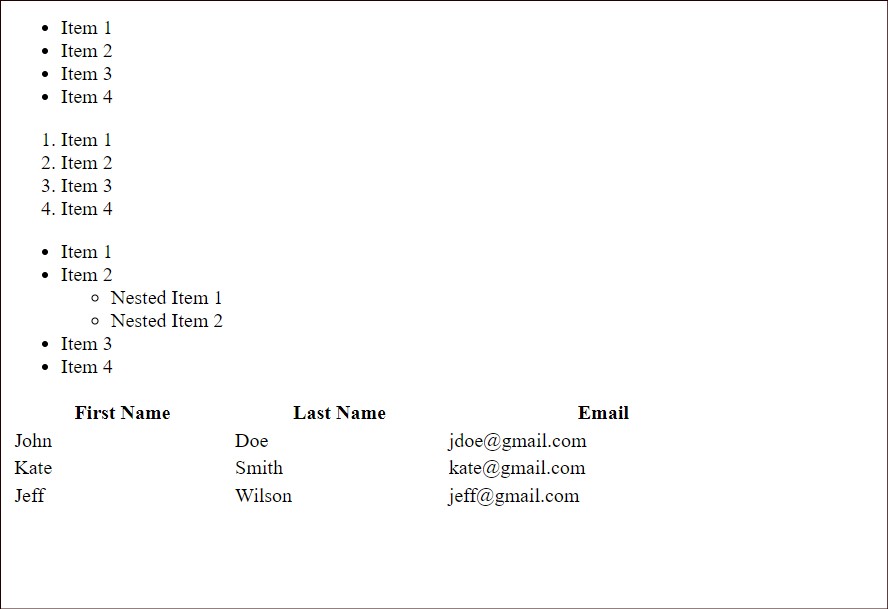 • Item 1
• Item 2
• Item 3
• Item 4
1. Item 1
2. Item 2
3. Item 3
4. Item 4
• Item 1
• Item 2
◦ Nested Item 1
◦ Nested Item 2
• Item 3
• Item 4
First Name Last Name Email
John Doe jdoe@gmail.com
Kate Smith kate@gmail.com
Jeff Wilson jeff@gmail.com